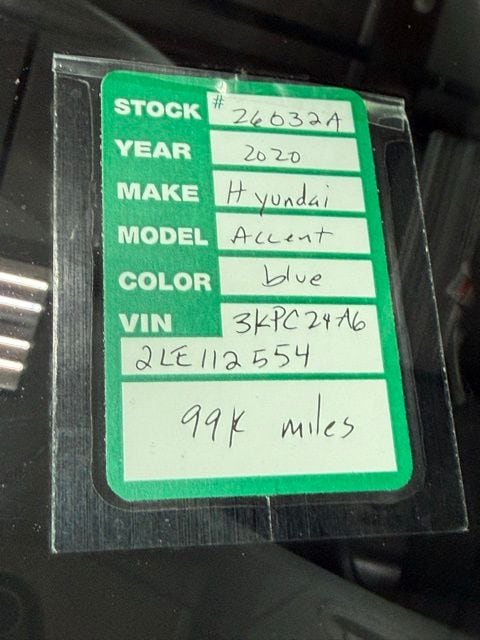 STOCK # 26032A
YEAR 2020
MAKE Hyundai
MODEL Accent
COLOR blue
VIN 3KPC24A6
2LE112554
99K miles